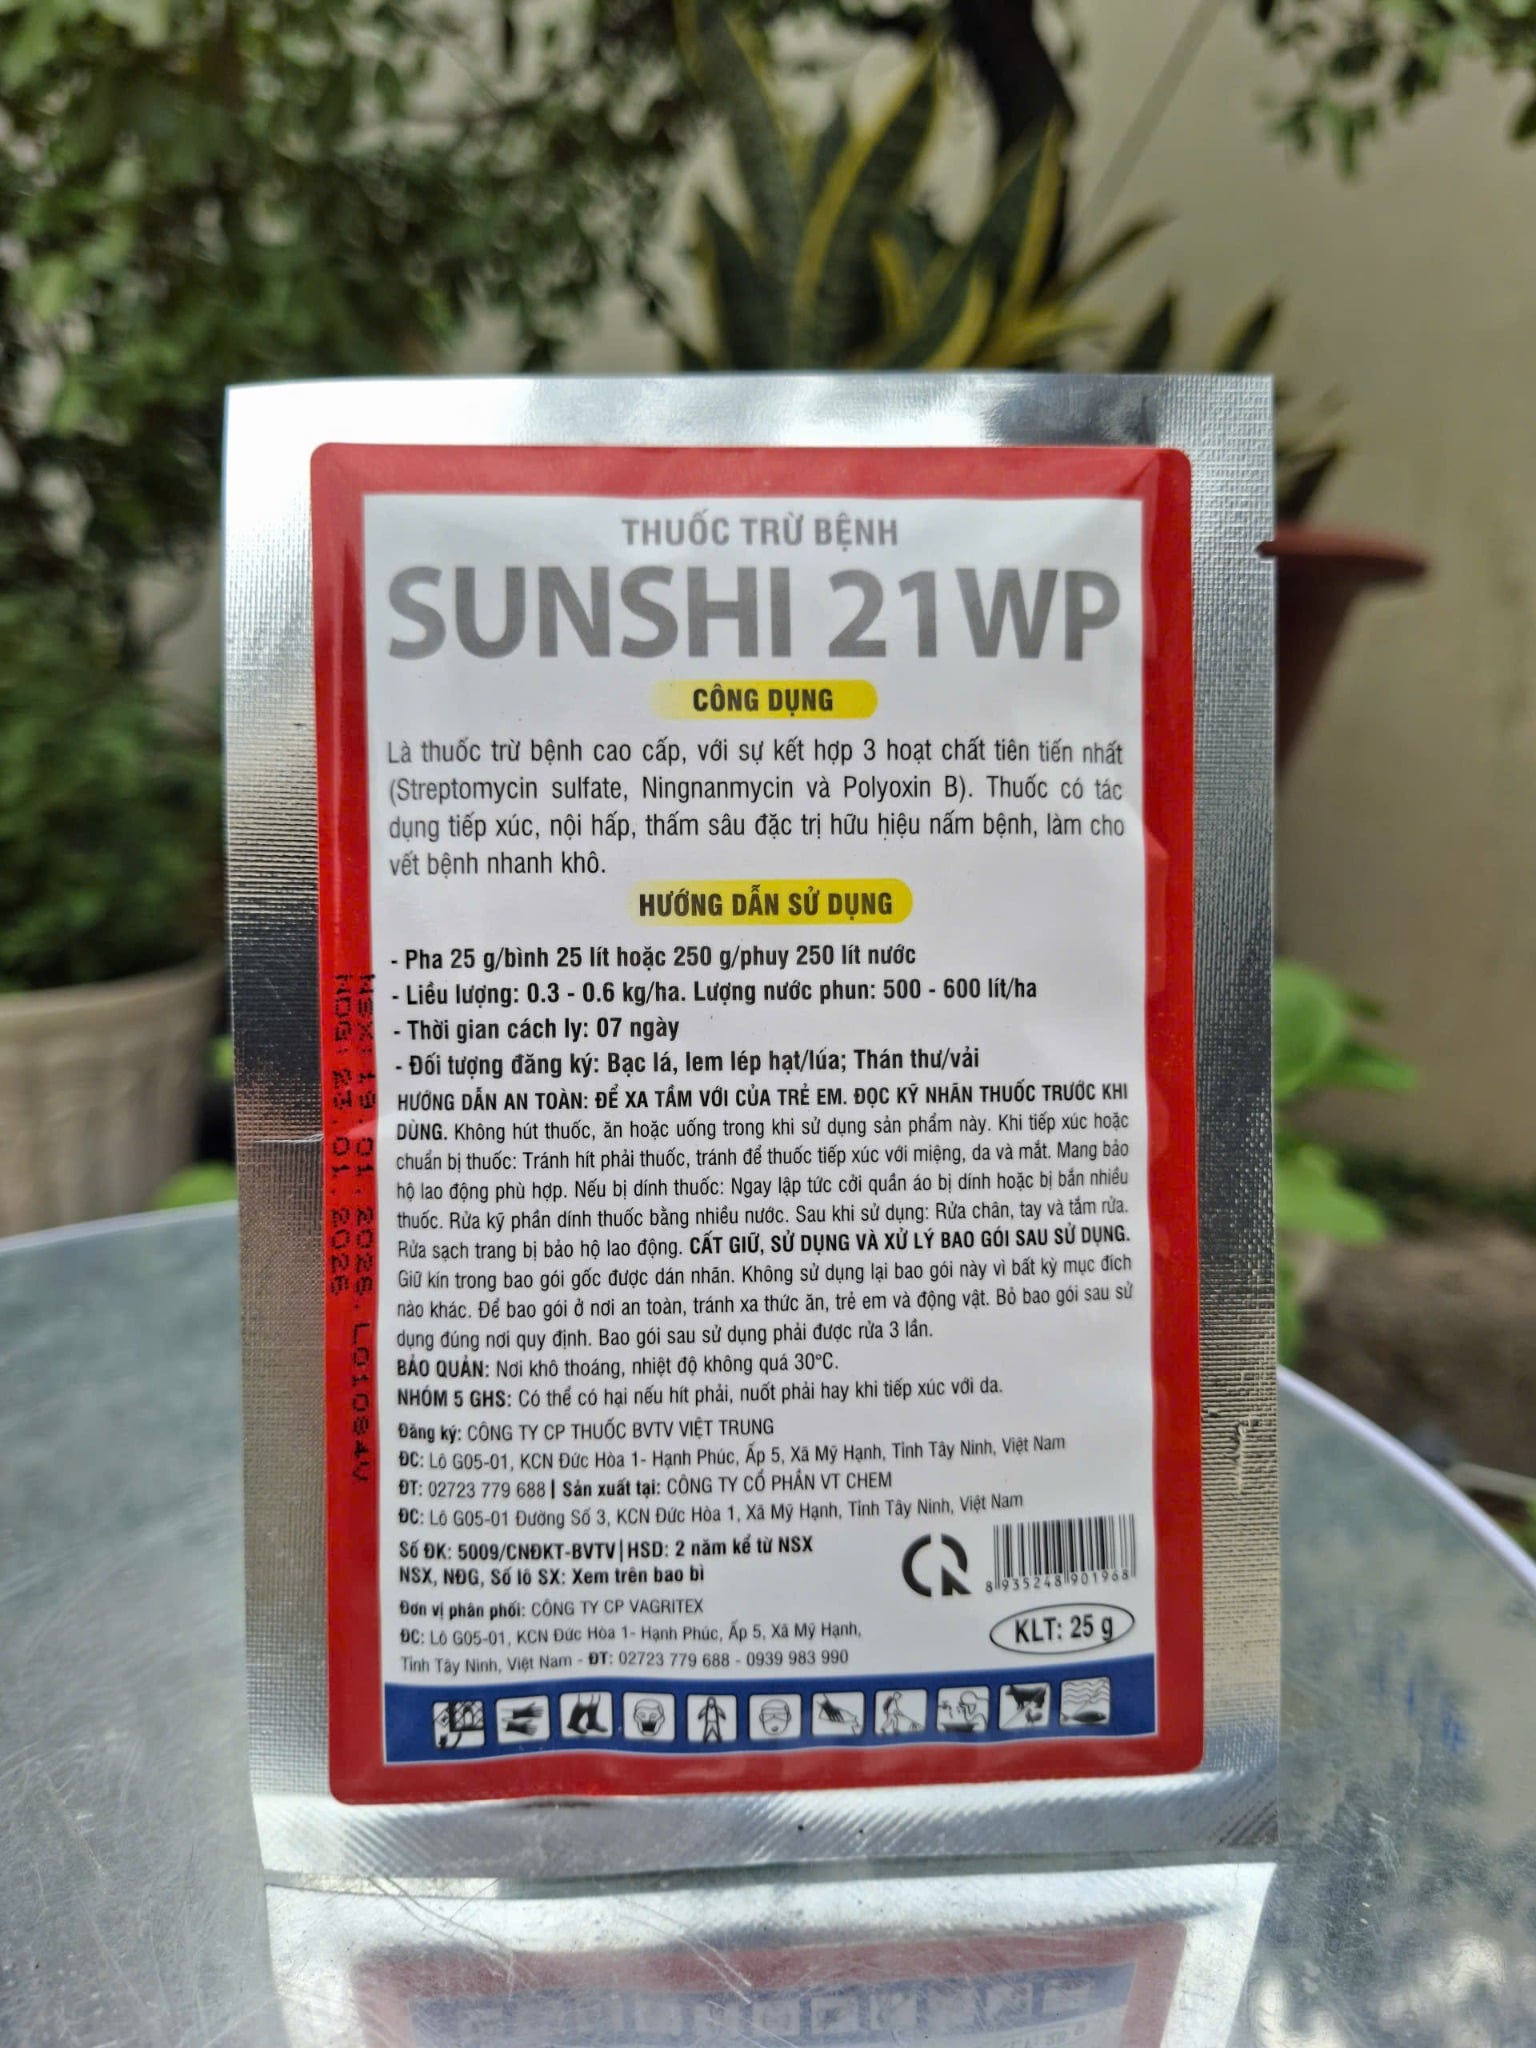 THUỐC TRỪ BỆNH
SUNSHI 21WP
CÔNG DỤNG
Là thuốc trừ bệnh cao cấp, với sự kết hợp 3 hoạt chất tiên tiến nhất
(Streptomycin sulfate, Ningnanmycin và Polyoxin B). Thuốc có tác
dụng tiếp xúc, nội hấp, thấm sâu đặc trị hữu hiệu nấm bệnh, làm cho
vết bệnh nhanh khô.
HƯỚNG DẪN SỬ DỤNG
- Pha 25 g/bình 25 lít hoặc 250 g/phuy 250 lít nước
- Liều lượng: 0.3 - 0.6 kg/ha. Lượng nước phun: 500 - 600 lít/ha
- Thời gian cách ly: 07 ngày
- Đối tượng đăng ký: Bạc lá, lem lép hạt/lúa; Thán thư/vải
HƯỚNG DẪN AN TOÀN: ĐỂ XA TẦM VỚI CỦA TRẺ EM. ĐỌC KỸ NHÃN THUỐC TRƯỚC KHI
DÙNG. Không hút thuốc, ăn hoặc uống trong khi sử dụng sản phẩm này. Khi tiếp xúc hoặc
chuẩn bị thuốc: Tránh hít phải thuốc, tránh để thuốc tiếp xúc với miệng, da và mắt. Mang bảo
hộ lao động phù hợp. Nếu bị dính thuốc: Ngay lập tức cởi quần áo bị dính hoặc bị bắn nhiều
thuốc. Rửa kỹ phần dính thuốc bằng nhiều nước. Sau khi sử dụng: Rửa chân, tay và tắm rửa.
Rửa sạch trang bị bảo hộ lao động. CẤT GIỮ, SỬ DỤNG VÀ XỬ LÝ BAO GÓI SAU SỬ DỤNG.
Giữ kín trong bao gói gốc được dán nhãn. Không sử dụng lại bao gói này vì bất kỳ mục đích
nào khác. Để bao gói ở nơi an toàn, tránh xa thức ăn, trẻ em và động vật. Bỏ bao gói sau sử
dụng đúng nơi quy định. Bao gói sau sử dụng phải được rửa 3 lần.
BẢO QUẢN: Nơi khô thoáng, nhiệt độ không quá 30°C.
NHÓM 5 GHS: Có thể có hại nếu hít phải, nuốt phải hay khi tiếp xúc với da.
Đăng ký: CÔNG TY CP THUỐC BVTV VIỆT TRUNG
ĐC: Lô G05-01, KCN Đức Hòa 1- Hạnh Phúc, Ấp 5, Xã Mỹ Hạnh, Tỉnh Tây Ninh, Việt Nam
ĐT: 02723 779 688 | Sản xuất tại: CÔNG TY CỔ PHẦN VT CHEM
ĐC: Lô G05-01 Đường Số 3, KCN Đức Hòa 1, Xã Mỹ Hạnh, Tỉnh Tây Ninh, Việt Nam
Số ĐK: 5009/CNĐKT-BVTV | HSD: 2 năm kể từ NSX
NSX, NĐG, Số lô SX: Xem trên bao bì
8 935248 901968
Đơn vị phân phối: CÔNG TY CP VAGRITEX
ĐC: Lô G05-01, KCN Đức Hòa 1- Hạnh Phúc, Ấp 5, Xã Mỹ Hạnh,
Tỉnh Tây Ninh, Việt Nam - ĐT: 02723 779 688 - 0939 983 990
KLT: 25 g